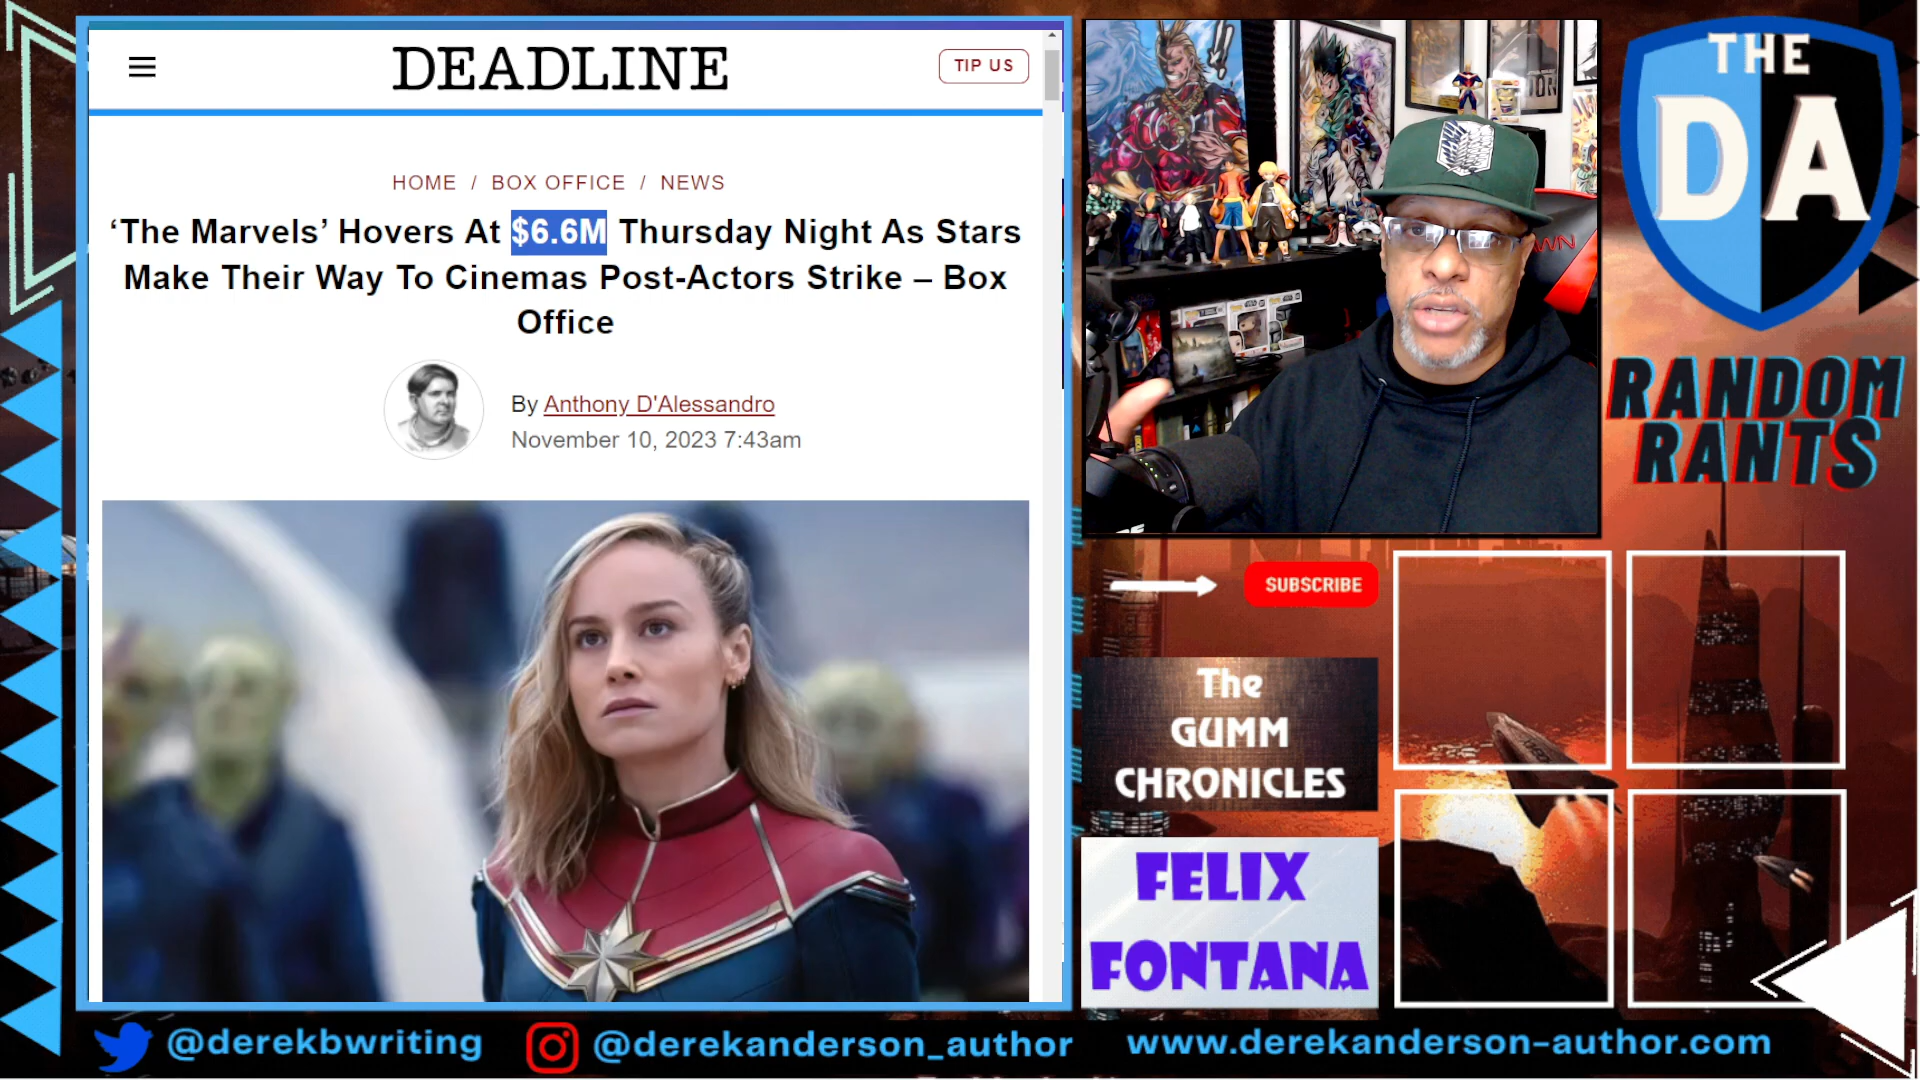 DEADLINE
TIP US
HOME / BOX OFFICE / NEWS
‘The Marvels’ Hovers At $6.6M Thursday Night As Stars
Make Their Way To Cinemas Post-Actors Strike – Box
Office
By Anthony D'Alessandro
November 10, 2023 7:43am
THE
DA
RANDOM
RANTS
SUBSCRIBE
The
GUMM
CHRONICLES
FELIX
FONTANA
@derekbwriting
@derekanderson_author
www.derekanderson-author.com